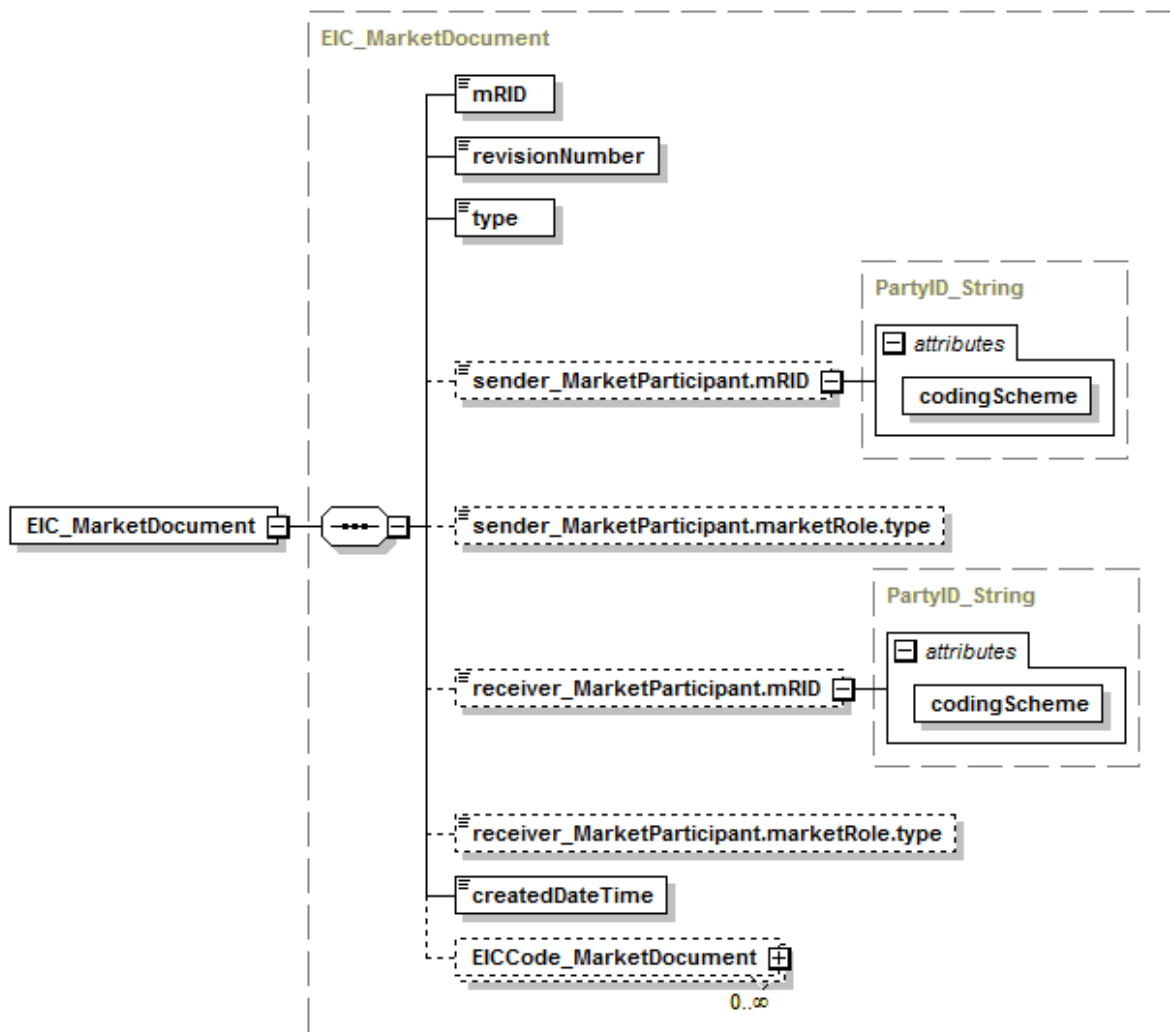 EIC_MarketDocument
mRID
revisionNumber
type
PartyID_String
attributes
sender_MarketParticipant.mRID
codingScheme
EIC_MarketDocument
sender_MarketParticipant.marketRole.type
PartyID_String
attributes
receiver_MarketParticipant.mRID
codingScheme
receiver_MarketParticipant.marketRole.type
createdDateTime
EICCode_MarketDocument
0..∞